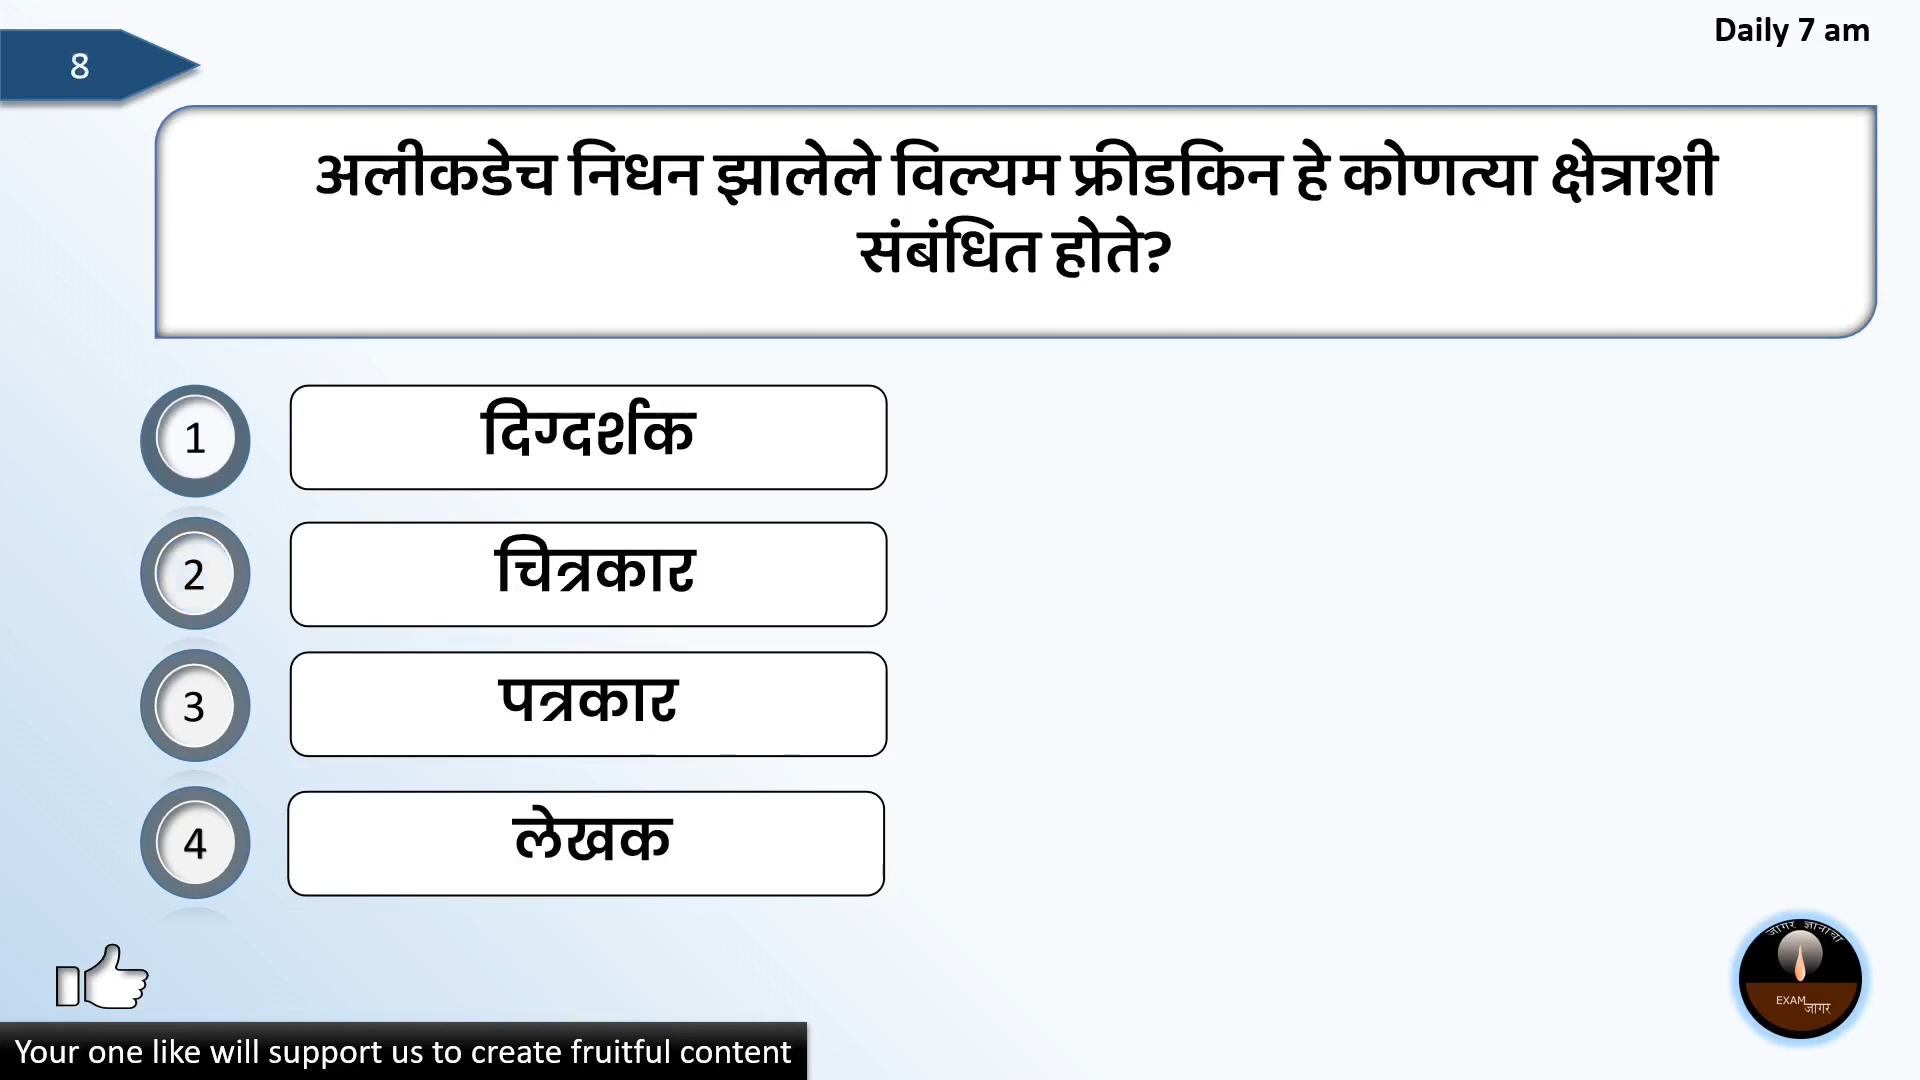 Daily 7 am
8
अलीकडेच निधन झालेले विल्यम फ्रीडकिन हे कोणत्या क्षेत्राशी
संबंधित होते?
1
दिग्दर्शक
2
चित्रकार
3
पत्रकार
4
लेखक
जागर ज्ञानाचा
EXAM
जागर
Your one like will support us to create fruitful content